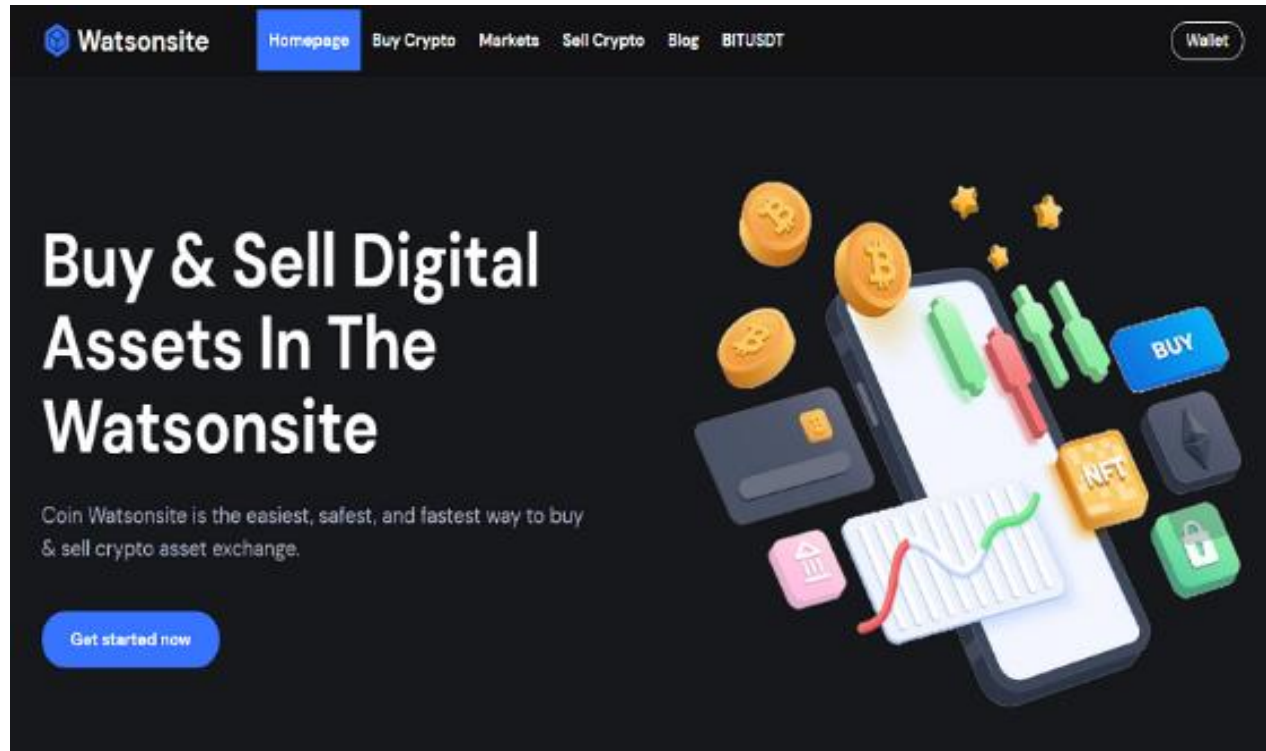 Watsonsite
Homepage
Buy Crypto
Markets
Sell Crypto
Blog
BITUSDT
Wallet
Buy & Sell Digital
Assets In The
Watsonsite
Coin Watsonsite is the easiest, safest, and fastest way to buy
& sell crypto asset exchange.
Get started now
BUY
NFT